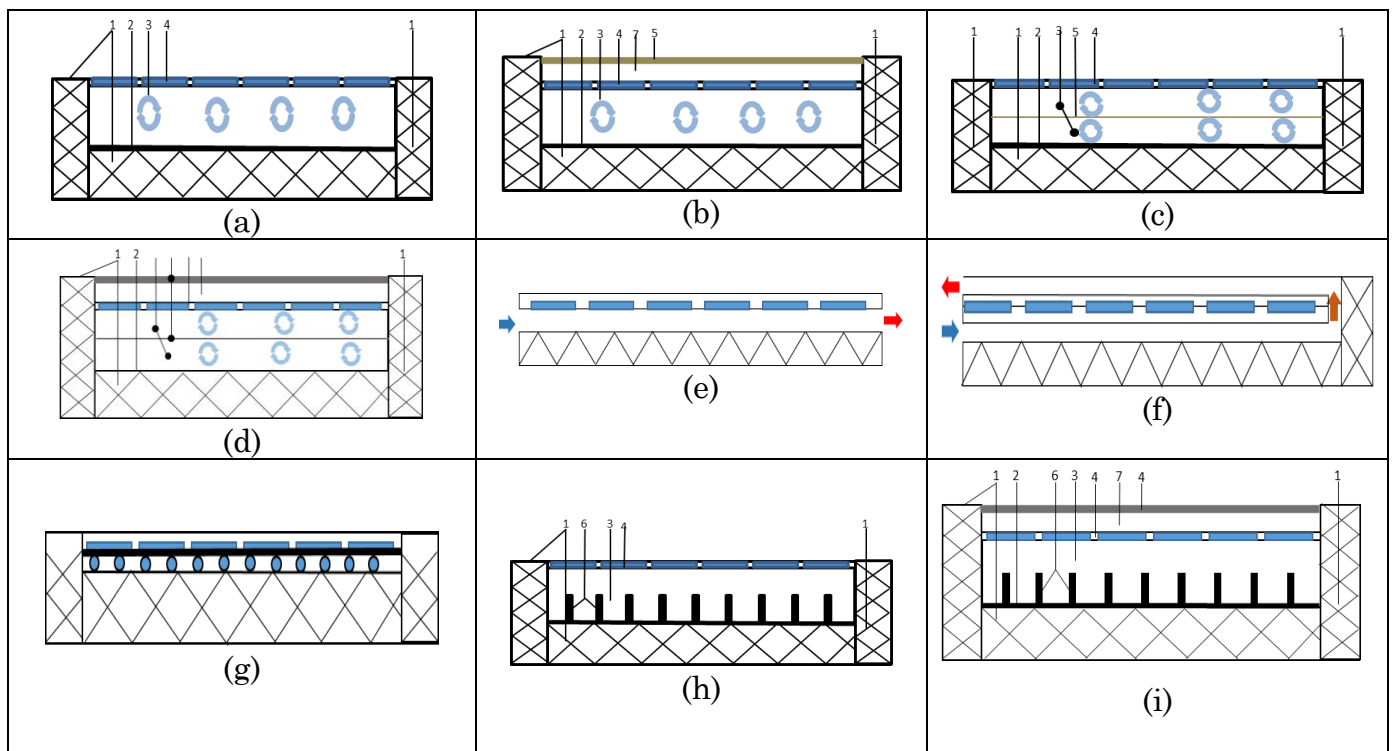 1 2 3 4 1
(a)
1 2 3 4 7 5 1
(b)
1 1 2 3 5 4 1
(c)
1 2 1
(d)
(e)
(f)
(g)
1 6 3 4 1
(h)
1 2 6 3 4 7 4 1
(i)